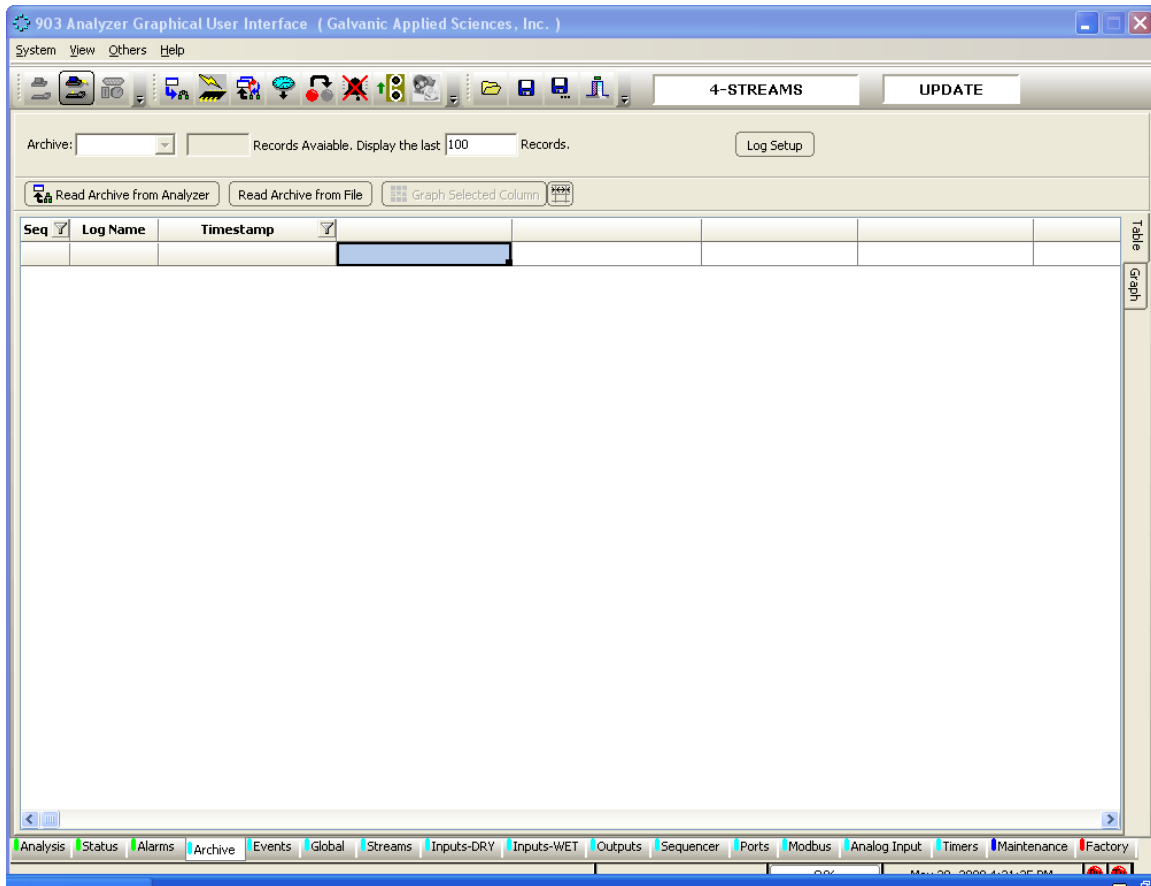 903 Analyzer Graphical User Interface ( Galvanic Applied Sciences, Inc. )
System View Others Help
4-STREAMS UPDATE
Archive: Records Avaiable. Display the last 100 Records. Log Setup
Read Archive from Analyzer Read Archive from File Graph Selected Column
Seq Log Name Timestamp
Table
Graph
Analysis Status Alarms Archive Events Global Streams Inputs-DRY Inputs-WET Outputs Sequencer Ports Modbus Analog Input Timers Maintenance Factory